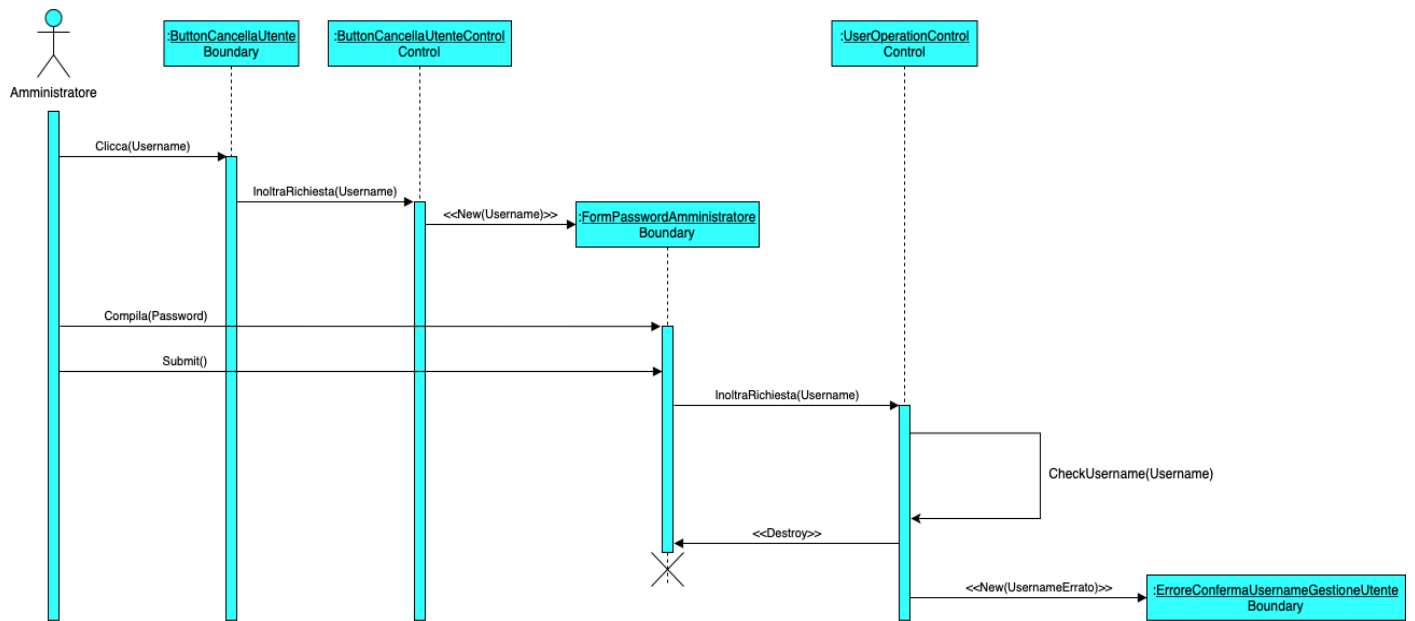 :ButtonCancellaUtente
Boundary
:ButtonCancellaUtenteControl
Control
:UserOperationControl
Control
Amministratore
Clicca(Username)
InoltraRichiesta(Username)
<<New(Username)>>
:FormPasswordAmministratore
Boundary
Compila(Password)
Submit()
InoltraRichiesta(Username)
CheckUsername(Username)
<<Destroy>>
<<New(UsernameErrato)>>
:ErroreConfermaUsernameGestioneUtente
Boundary